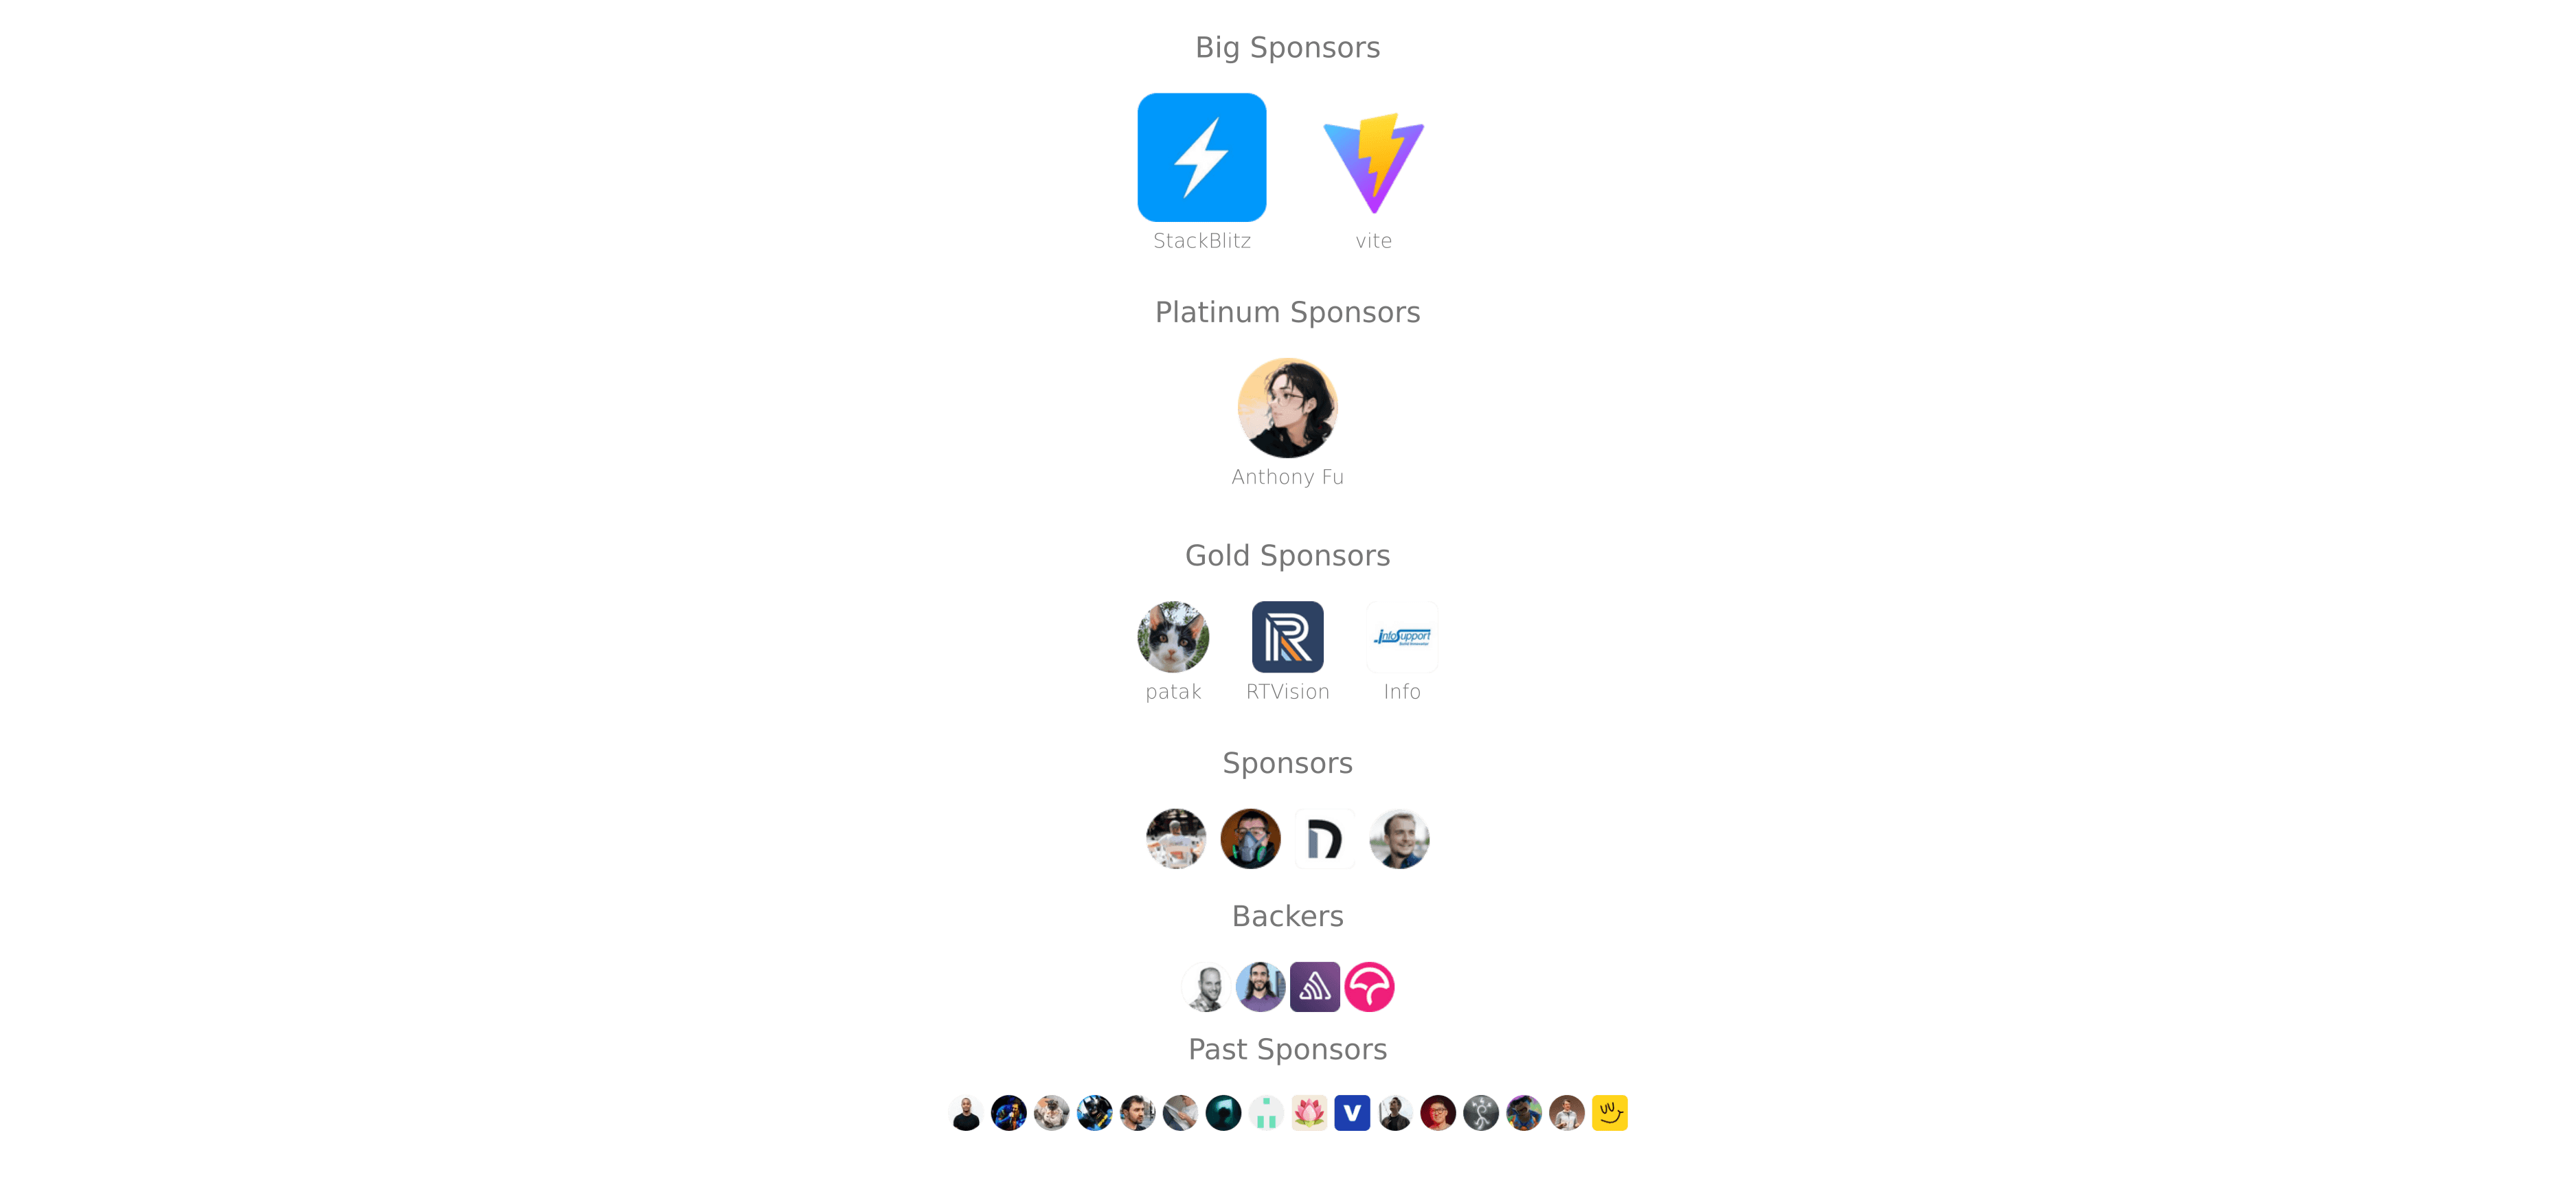 Big Sponsors
StackBlitz vite
Platinum Sponsors
Anthony Fu
Gold Sponsors
infoSupport
patak RTVision Info
Sponsors
Backers
Past Sponsors
V